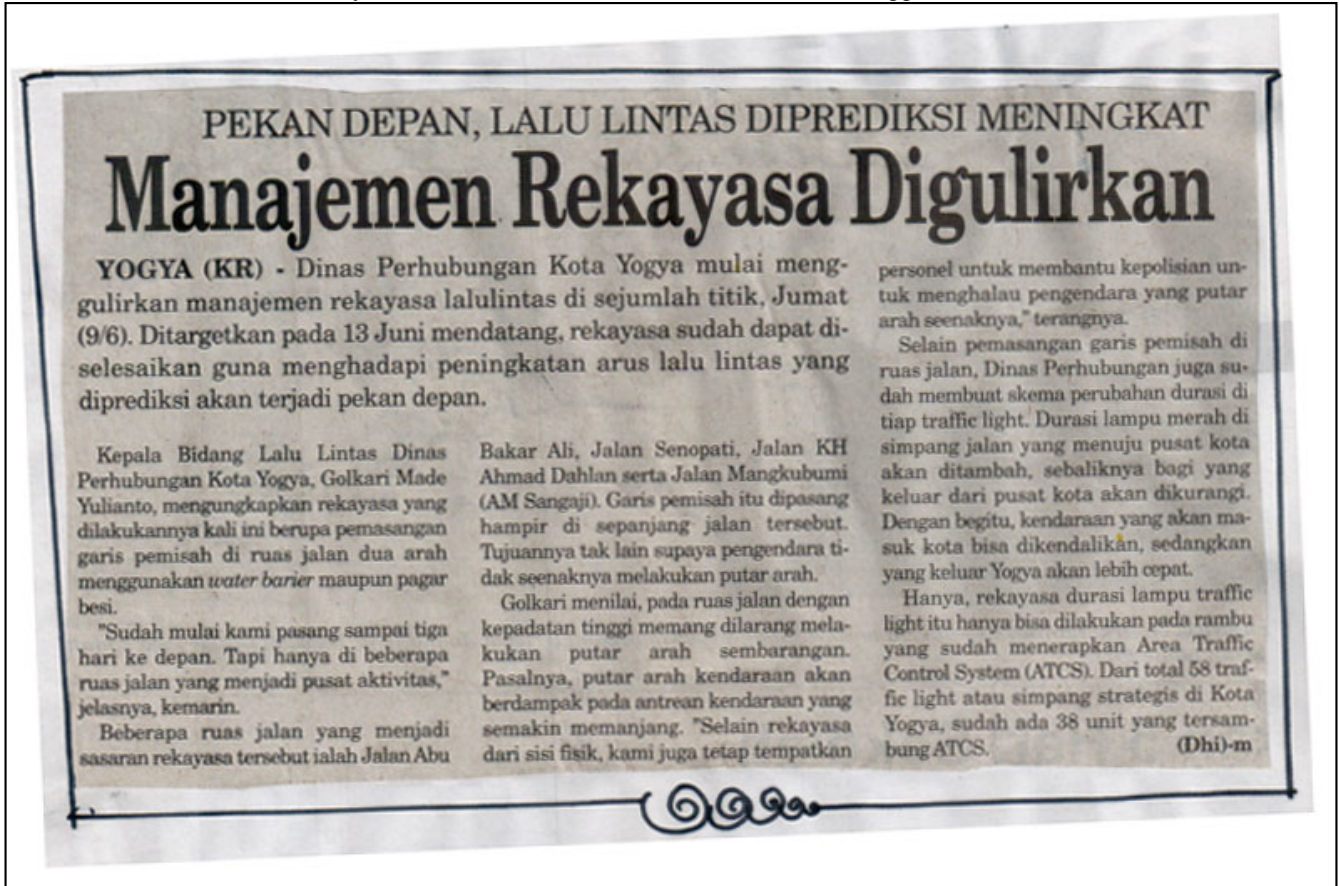 PEKAN DEPAN, LALU LINTAS DIPREDIKSI MENINGKAT
Manajemen Rekayasa Digulirkan
YOGYA (KR) - Dinas Perhubungan Kota Yogya mulai meng-
gulirkan manajemen rekayasa lalulintas di sejumlah titik, Jumat
(9/6). Ditargetkan pada 13 Juni mendatang, rekayasa sudah dapat di-
selesaikan guna menghadapi peningkatan arus lalu lintas yang
diprediksi akan terjadi pekan depan.
Kepala Bidang Lalu Lintas Dinas
Perhubungan Kota Yogya, Golkari Made
Yulianto, mengungkapkan rekayasa yang
dilakukannya kali ini berupa pemasangan
garis pemisah di ruas jalan dua arah
menggunakan water barier maupun pagar
besi.
"Sudah mulai kami pasang sampai tiga
hari ke depan. Tapi hanya di beberapa
ruas jalan yang menjadi pusat aktivitas,"
jelasnya, kemarin.
Beberapa ruas jalan yang menjadi
sasaran rekayasa tersebut ialah Jalan Abu
Bakar Ali, Jalan Senopati, Jalan KH
Ahmad Dahlan serta Jalan Mangkubumi
(AM Sangaji). Garis pemisah itu dipasang
hampir di sepanjang jalan tersebut.
Tujuannya tak lain supaya pengendara ti-
dak seenaknya melakukan putar arah.
Golkari menilai, pada ruas jalan dengan
kepadatan tinggi memang dilarang mela-
kukan putar arah sembarangan.
Pasalnya, putar arah kendaraan akan
berdampak pada antrean kendaraan yang
semakin memanjang. "Selain rekayasa
dari sisi fisik, kami juga tetap tempatkan
personel untuk membantu kepolisian un-
tuk menghalau pengendara yang putar
arah seenaknya," terangnya.
Selain pemasangan garis pemisah di
ruas jalan, Dinas Perhubungan juga su-
dah membuat skema perubahan durasi di
tiap traffic light. Durasi lampu merah di
simpang jalan yang menuju pusat kota
akan ditambah, sebaliknya bagi yang
keluar dari pusat kota akan dikurangi.
Dengan begitu, kendaraan yang akan ma-
suk kota bisa dikendalikan, sedangkan
yang keluar Yogya akan lebih cepat.
Hanya, rekayasa durasi lampu traffic
light itu hanya bisa dilakukan pada rambu
yang sudah menerapkan Area Traffic
Control System (ATCS). Dari total 58 traf-
fic light atau simpang strategis di Kota
Yogya, sudah ada 38 unit yang tersam-
bung ATCS. (Dhi)-m